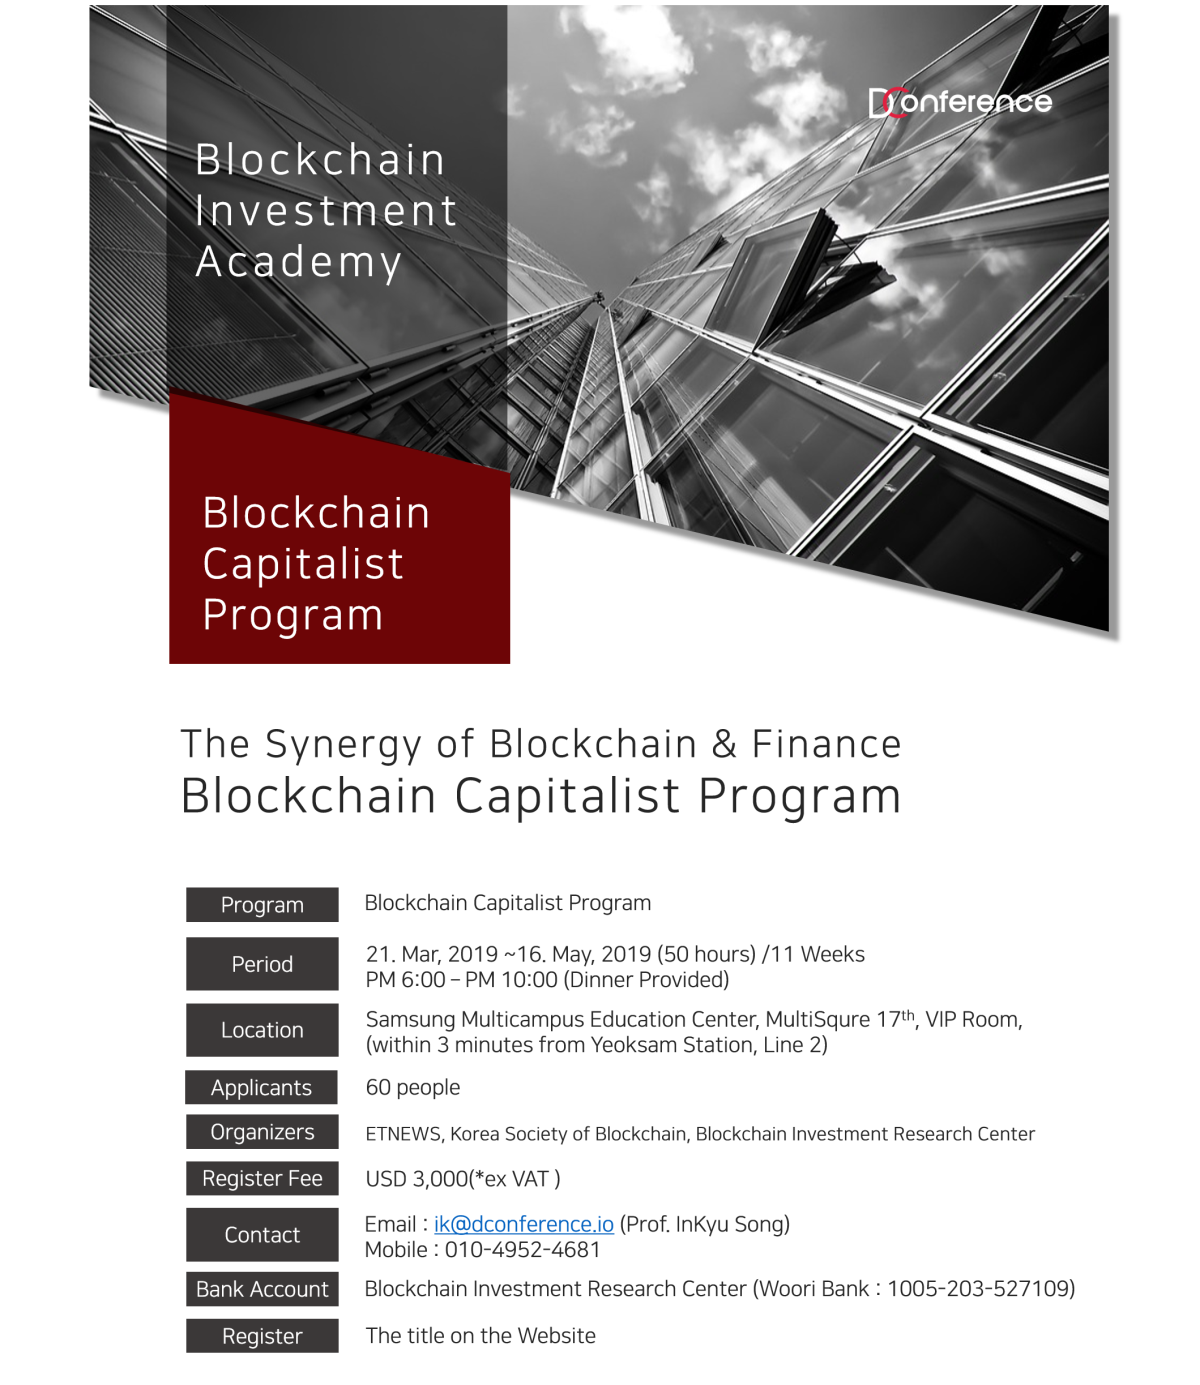 DConference
Blockchain
Investment
Academy
Blockchain
Capitalist
Program
The Synergy of Blockchain & Finance
Blockchain Capitalist Program
Program
Blockchain Capitalist Program
Period
21. Mar, 2019 ~16. May, 2019 (50 hours) /11 Weeks
PM 6:00 – PM 10:00 (Dinner Provided)
Location
Samsung Multicampus Education Center, MultiSqure 17th, VIP Room,
(within 3 minutes from Yeoksam Station, Line 2)
Applicants
60 people
Organizers
ETNEWS, Korea Society of Blockchain, Blockchain Investment Research Center
Register Fee
USD 3,000(*ex VAT )
Contact
Email : ik@dconference.io (Prof. InKyu Song)
Mobile : 010-4952-4681
Bank Account
Blockchain Investment Research Center (Woori Bank : 1005-203-527109)
Register
The title on the Website